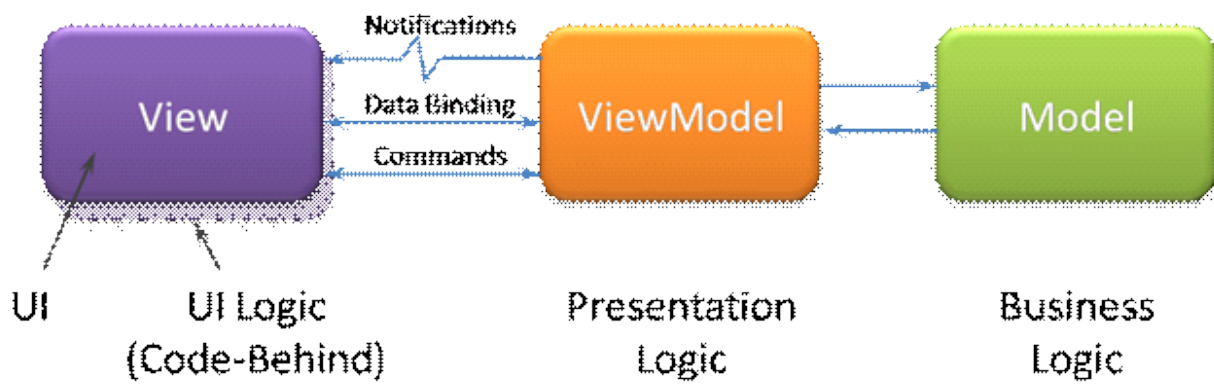 Notifications
View
Data Binding
ViewModel
Model
Commands
UI
UI Logic
(Code-Behind)
Presentation
Logic
Business
Logic